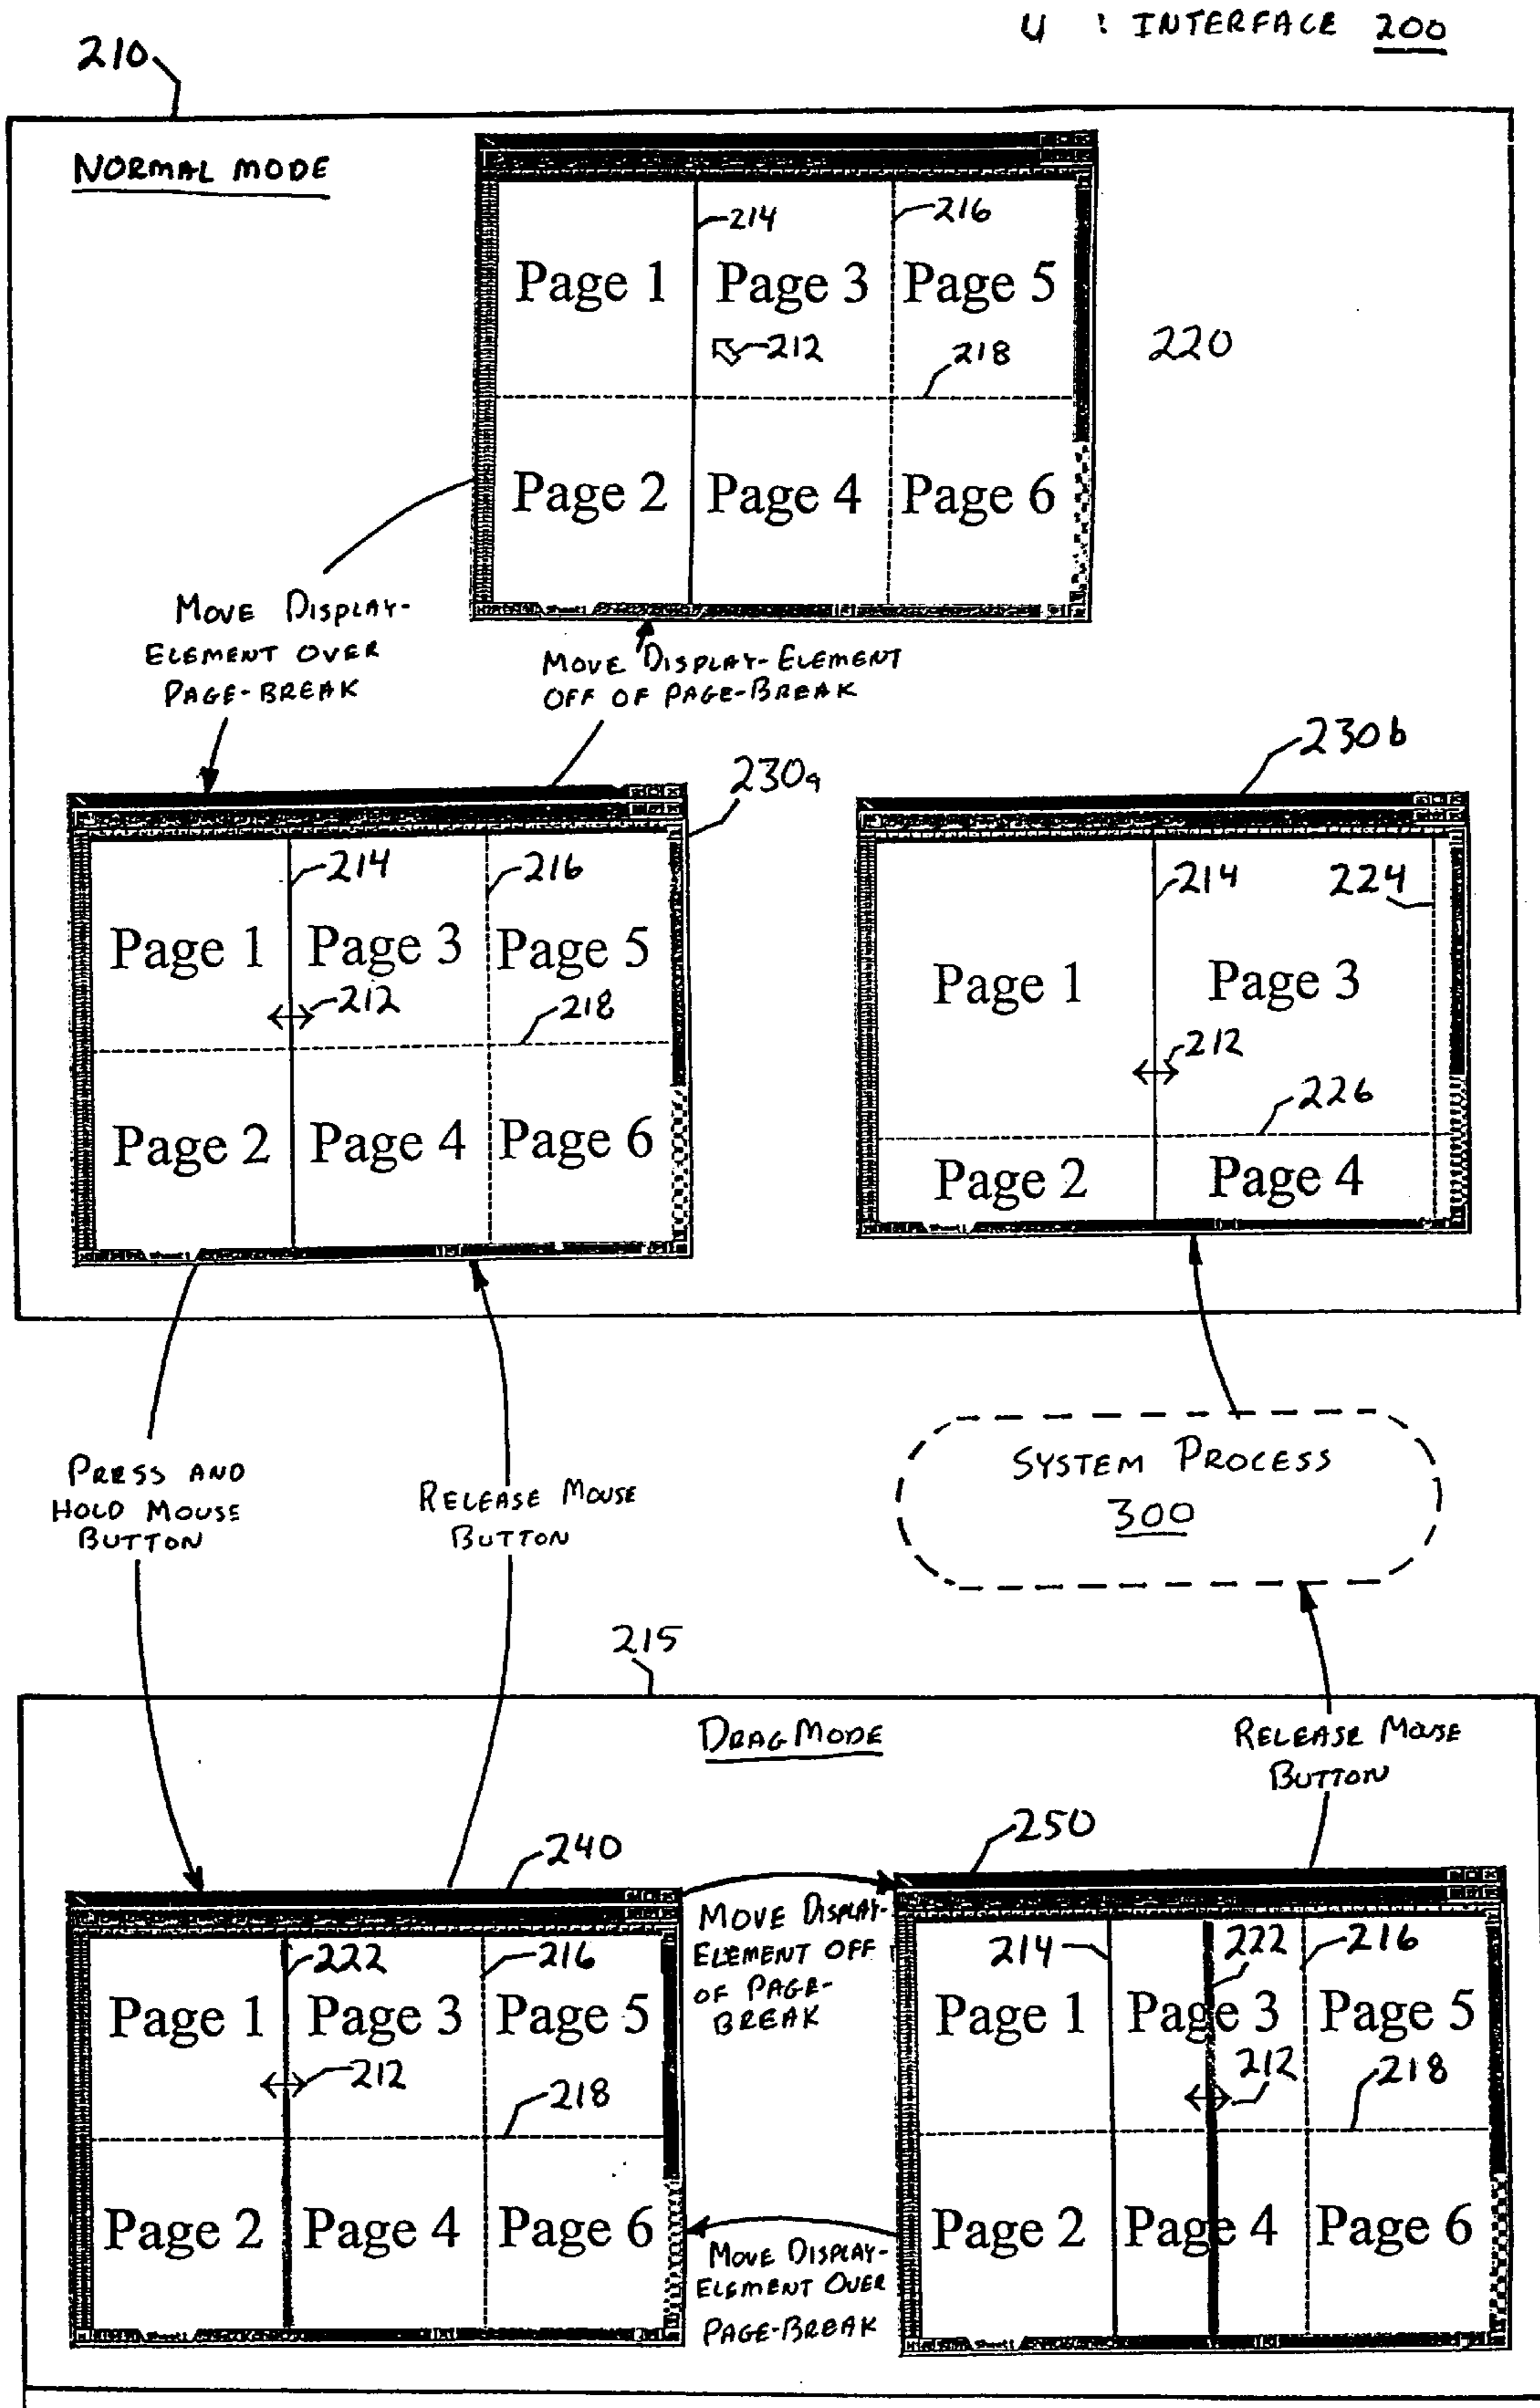 U : INTERFACE 200
210
NORMAL MODE
214
216
Page 1
Page 3
Page 5
212
218
220
Page 2
Page 4
Page 6
Sheet1
MOVE DISPLAY-
ELEMENT OVER
PAGE-BREAK
MOVE DISPLAY-ELEMENT
OFF OF PAGE-BREAK
230a
214
216
Page 1
Page 3
Page 5
212
218
Page 2
Page 4
Page 6
Sheet1
230b
214
224
Page 1
Page 3
212
226
Page 2
Page 4
Sheet1
PRESS AND
HOLD MOUSE
BUTTON
RELEASE MOUSE
BUTTON
SYSTEM PROCESS
300
215
DRAG MODE
RELEASE MOUSE
BUTTON
240
222
216
Page 1
Page 3
Page 5
212
218
Page 2
Page 4
Page 6
Sheet1
MOVE DISPLAY-
ELEMENT OFF
OF PAGE-
BREAK
MOVE DISPLAY-
ELEMENT OVER
PAGE-BREAK
250
214
222
216
Page 1
Page 3
Page 5
212
218
Page 2
Page 4
Page 6
Sheet1